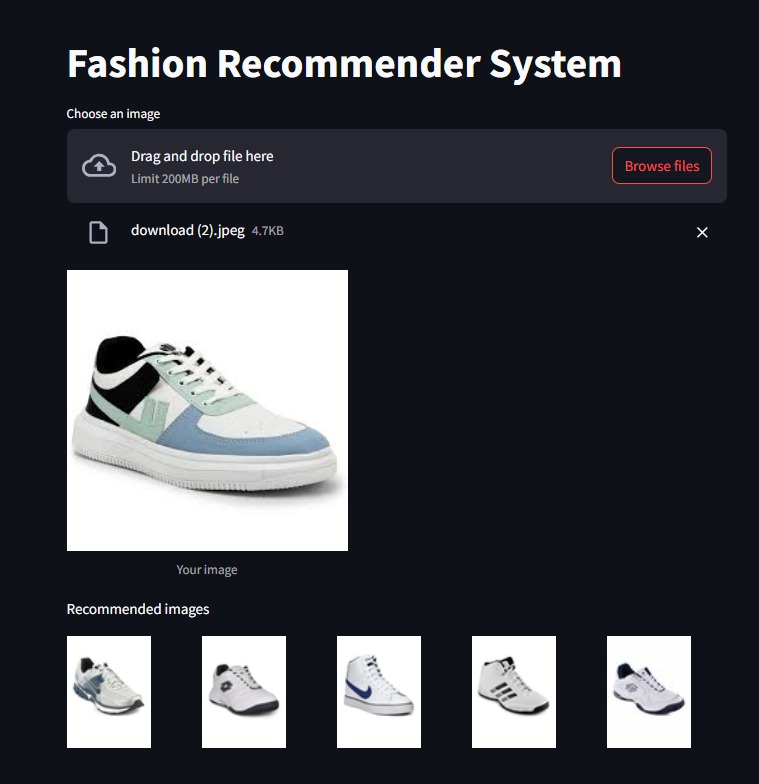 Fashion Recommender System
Choose an image
Drag and drop file here
Limit 200MB per file
Browse files
download (2).jpeg 4.7KB
Your image
Recommended images